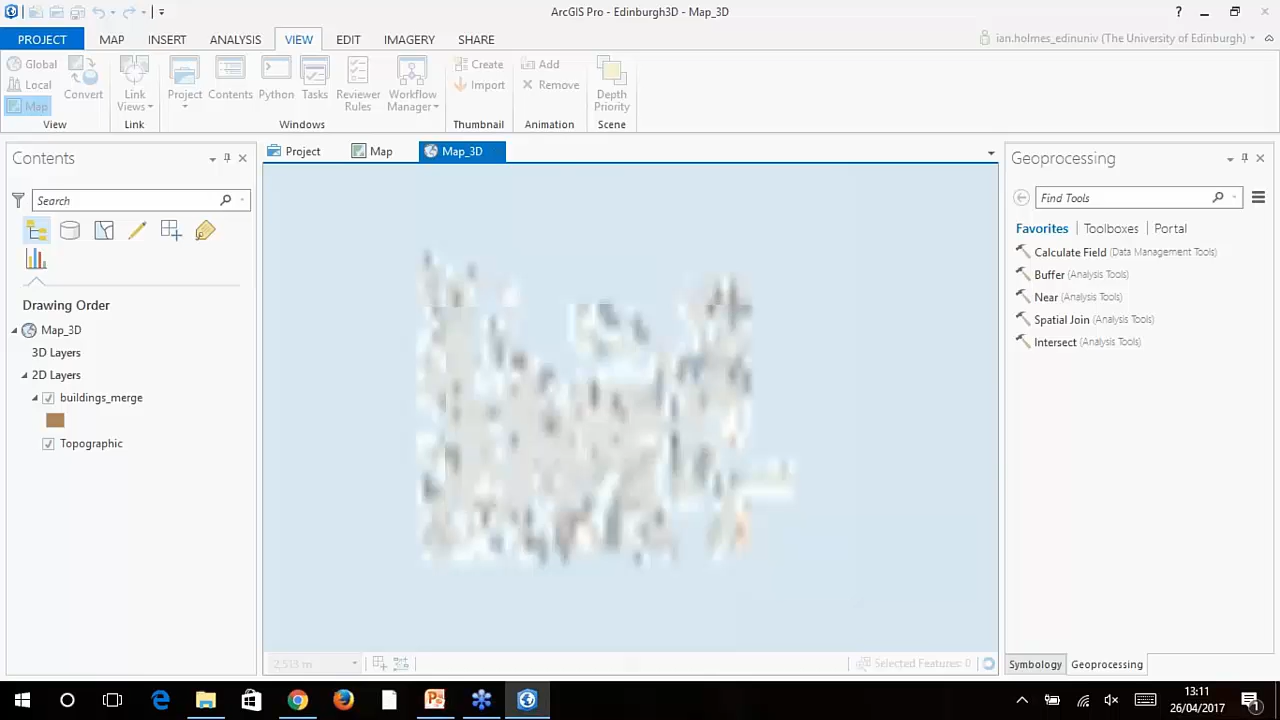 ArcGIS Pro - Edinburgh3D - Map_3D
PROJECT MAP INSERT ANALYSIS VIEW EDIT IMAGERY SHARE
ian.holmes_edinuniv (The University of Edinburgh)
Global
Local
Map
Convert
View
Link Views
Link
Project
Contents
Python
Tasks
Reviewer Rules
Workflow Manager
Windows
Create
Import
Thumbnail
Add
Remove
Animation
Depth Priority
Scene
Contents
Search
Drawing Order
Map_3D
3D Layers
2D Layers
buildings_merge
Topographic
Project Map Map_3D
2,513 m
Selected Features: 0
Geoprocessing
Find Tools
Favorites Toolboxes Portal
Calculate Field (Data Management Tools)
Buffer (Analysis Tools)
Near (Analysis Tools)
Spatial Join (Analysis Tools)
Intersect (Analysis Tools)
Symbology Geoprocessing
13:11
26/04/2017